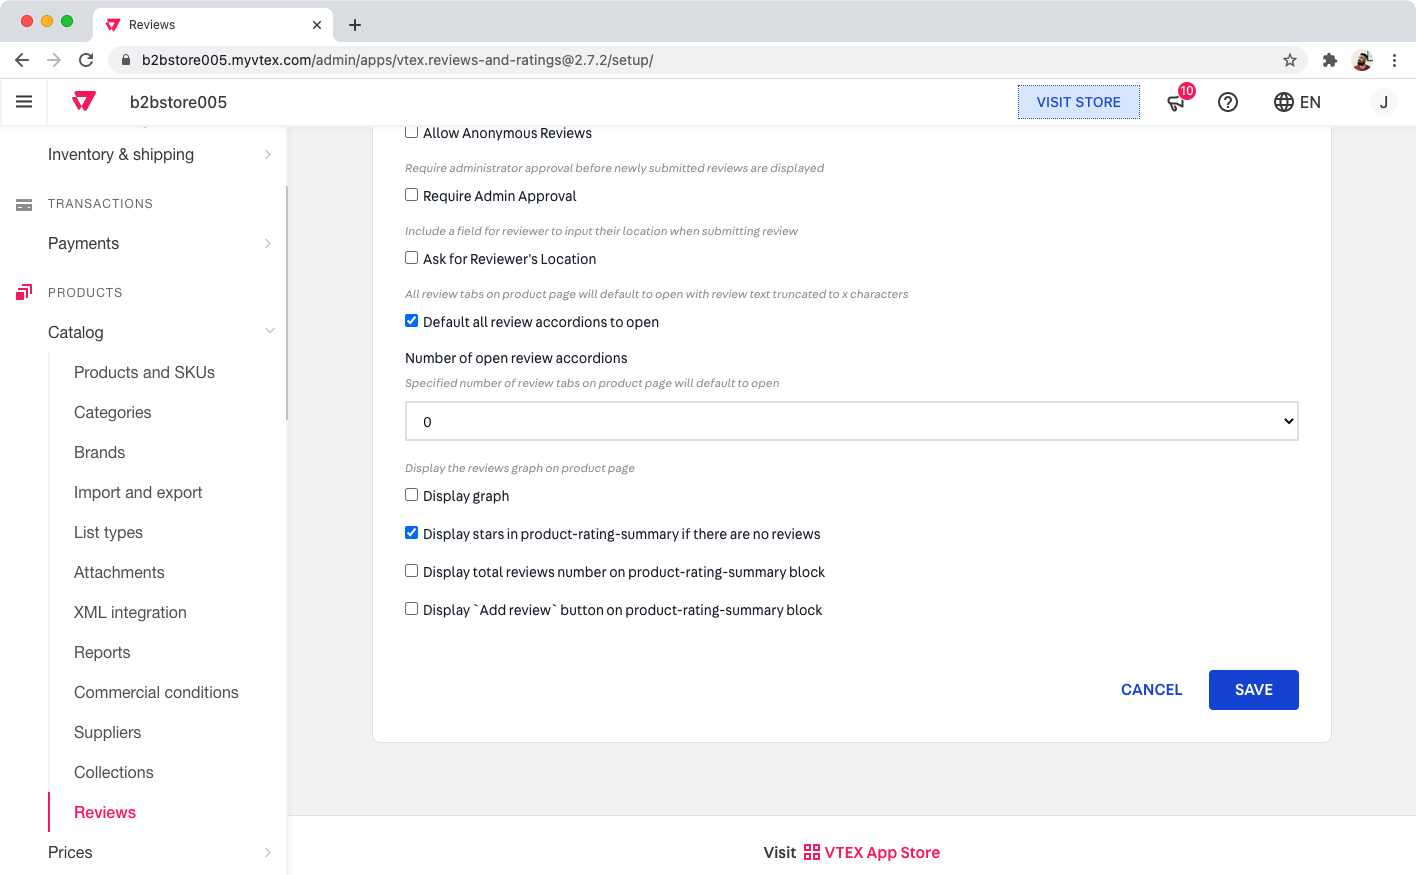 Reviews
b2bstore005.myvtex.com/admin/apps/vtex.reviews-and-ratings@2.7.2/setup/
b2bstore005
VISIT STORE
10
EN
J
Inventory & shipping
TRANSACTIONS
Payments
PRODUCTS
Catalog
Products and SKUs
Categories
Brands
Import and export
List types
Attachments
XML integration
Reports
Commercial conditions
Suppliers
Collections
Reviews
Prices
Allow Anonymous Reviews
Require administrator approval before newly submitted reviews are displayed
Require Admin Approval
Include a field for reviewer to input their location when submitting review
Ask for Reviewer's Location
All review tabs on product page will default to open with review text truncated to x characters
Default all review accordions to open
Number of open review accordions
Specified number of review tabs on product page will default to open
0
Display the reviews graph on product page
Display graph
Display stars in product-rating-summary if there are no reviews
Display total reviews number on product-rating-summary block
Display `Add review` button on product-rating-summary block
CANCEL
SAVE
Visit VTEX App Store